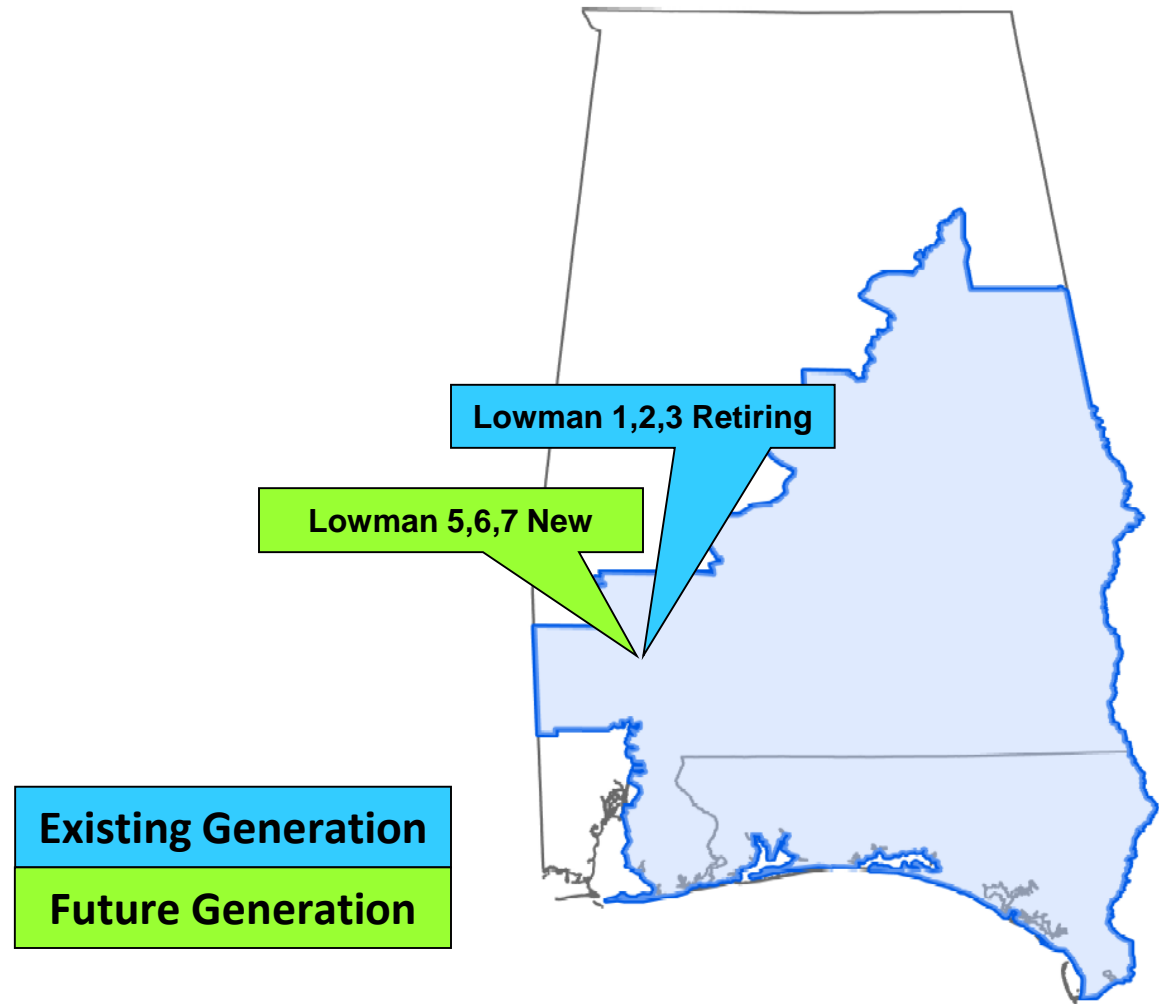 Lowman 1,2,3 Retiring
Lowman 5,6,7 New
Existing Generation
Future Generation